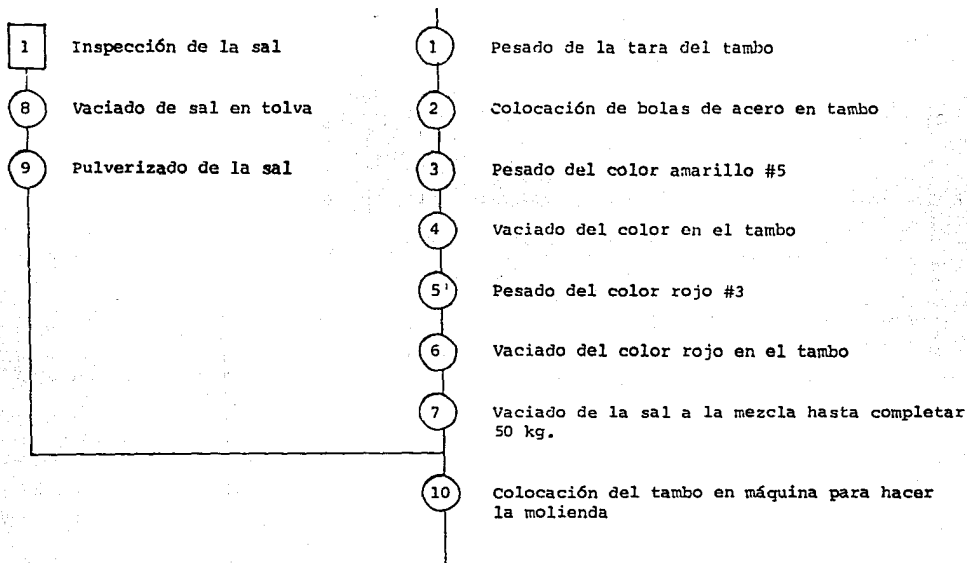 1 Inspección de la sal
8 Vaciado de sal en tolva
9 Pulverizado de la sal
1 Pesado de la tara del tambo
2 Colocación de bolas de acero en tambo
3 Pesado del color amarillo #5
4 Vaciado del color en el tambo
5 Pesado del color rojo #3
6 Vaciado del color rojo en el tambo
7 Vaciado de la sal a la mezcla hasta completar
50 kg.
10 Colocación del tambo en máquina para hacer
la molienda